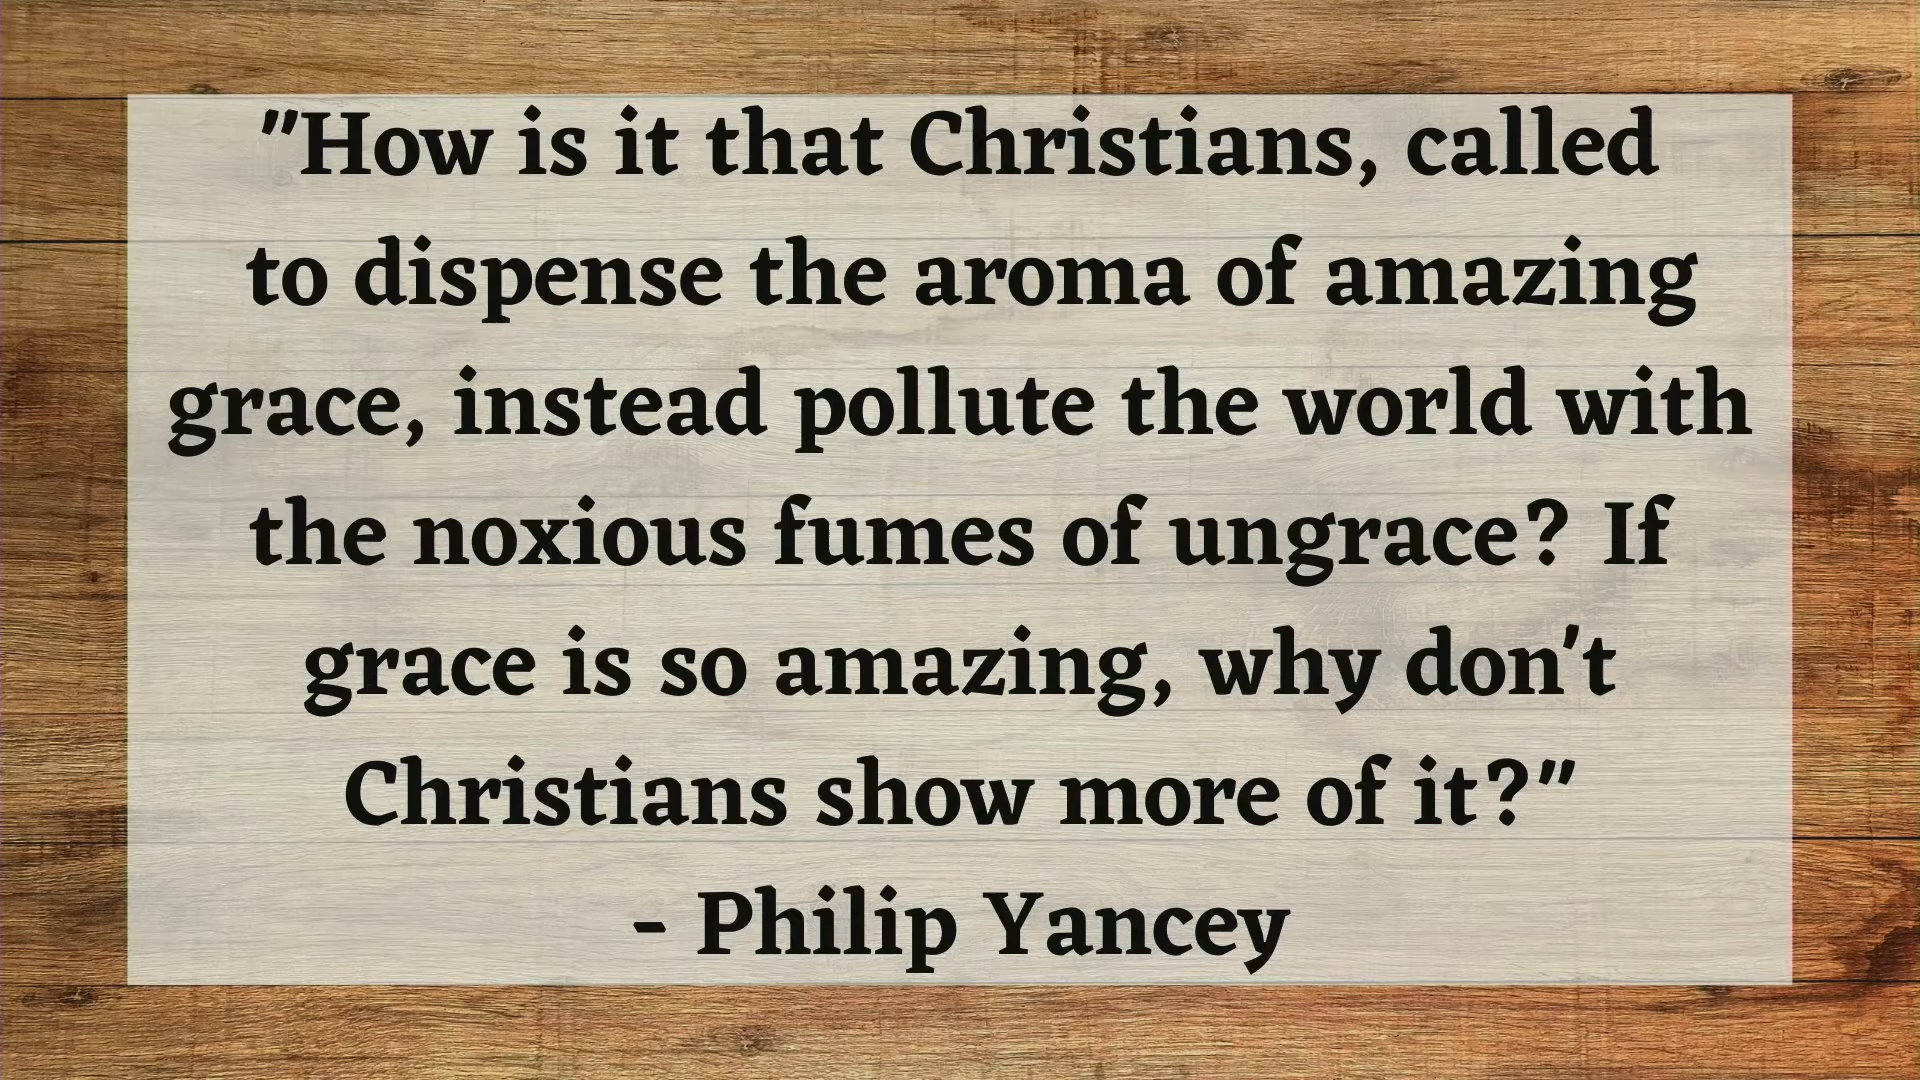 "How is it that Christians, called
to dispense the aroma of amazing
grace, instead pollute the world with
the noxious fumes of ungrace? If
grace is so amazing, why don't
Christians show more of it?"
- Philip Yancey